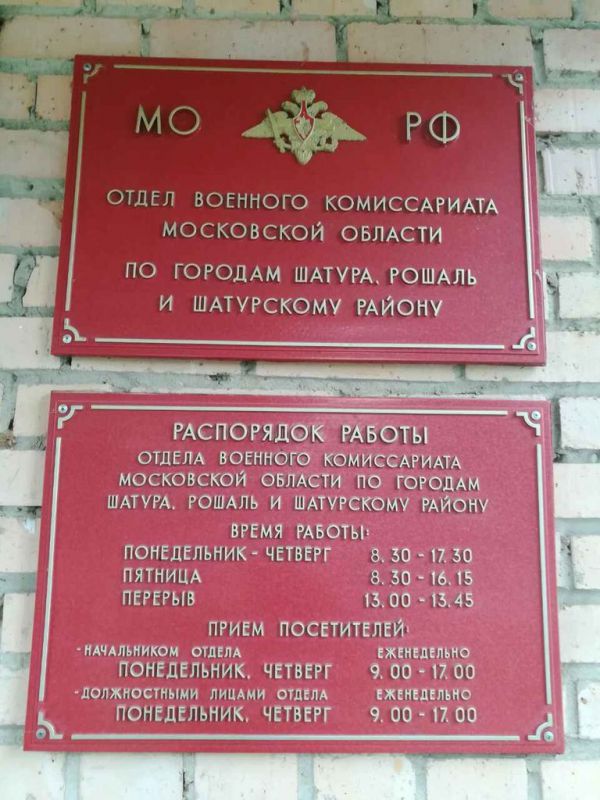 МО РФ
ОТДЕЛ ВОЕННОГО КОМИССАРИАТА
МОСКОВСКОЙ ОБЛАСТИ
ПО ГОРОДАМ ШАТУРА, РОШАЛЬ
И ШАТУРСКОМУ РАЙОНУ
РАСПОРЯДОК РАБОТЫ
ОТДЕЛА ВОЕННОГО КОМИССАРИАТА
МОСКОВСКОЙ ОБЛАСТИ ПО ГОРОДАМ
ШАТУРА, РОШАЛЬ И ШАТУРСКОМУ РАЙОНУ
ВРЕМЯ РАБОТЫ:
ПОНЕДЕЛЬНИК - ЧЕТВЕРГ 8.30 - 17.30
ПЯТНИЦА 8.30 - 16.15
ПЕРЕРЫВ 13.00 - 13.45
ПРИЕМ ПОСЕТИТЕЛЕЙ:
- НАЧАЛЬНИКОМ ОТДЕЛА ЕЖЕНЕДЕЛЬНО
ПОНЕДЕЛЬНИК, ЧЕТВЕРГ 9.00 - 17.00
- ДОЛЖНОСТНЫМИ ЛИЦАМИ ОТДЕЛА ЕЖЕНЕДЕЛЬНО
ПОНЕДЕЛЬНИК, ЧЕТВЕРГ 9.00 - 17.00